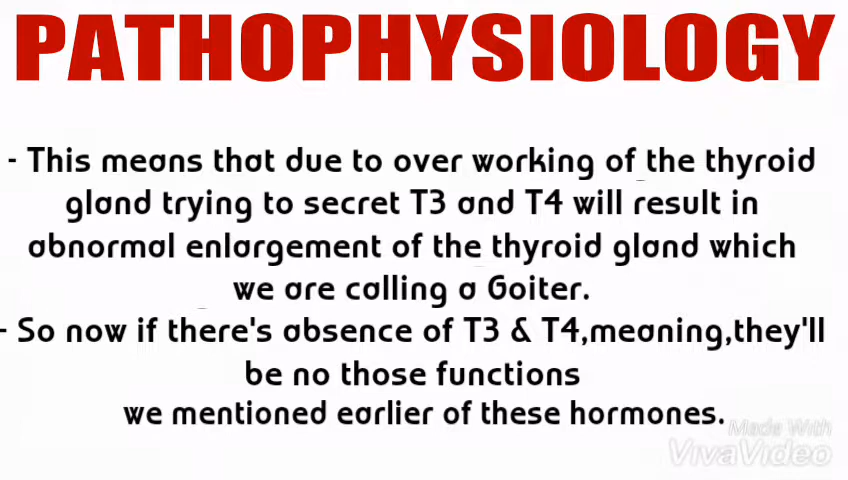 PATHOPHYSIOLOGY
- This means that due to over working of the thyroid
gland trying to secret T3 and T4 will result in
abnormal enlargement of the thyroid gland which
we are calling a Goiter.
- So now if there's absence of T3 & T4,meaning,they'll
be no those functions
we mentioned earlier of these hormones.
Made With
VivaVideo